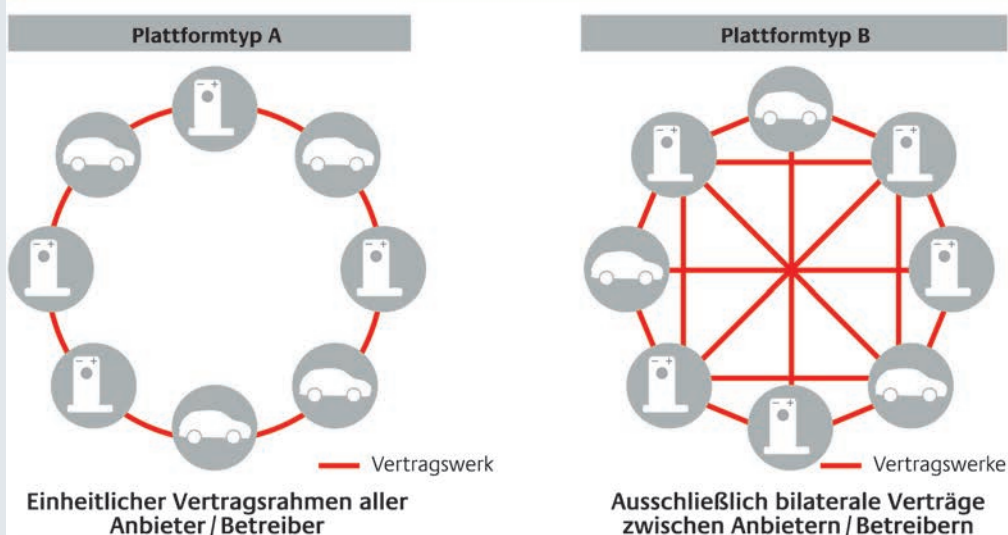 Plattformtyp A
Vertragswerk
Einheitlicher Vertragsrahmen aller
Anbieter / Betreiber
Plattformtyp B
Vertragswerke
Ausschließlich bilaterale Verträge
zwischen Anbietern / Betreibern